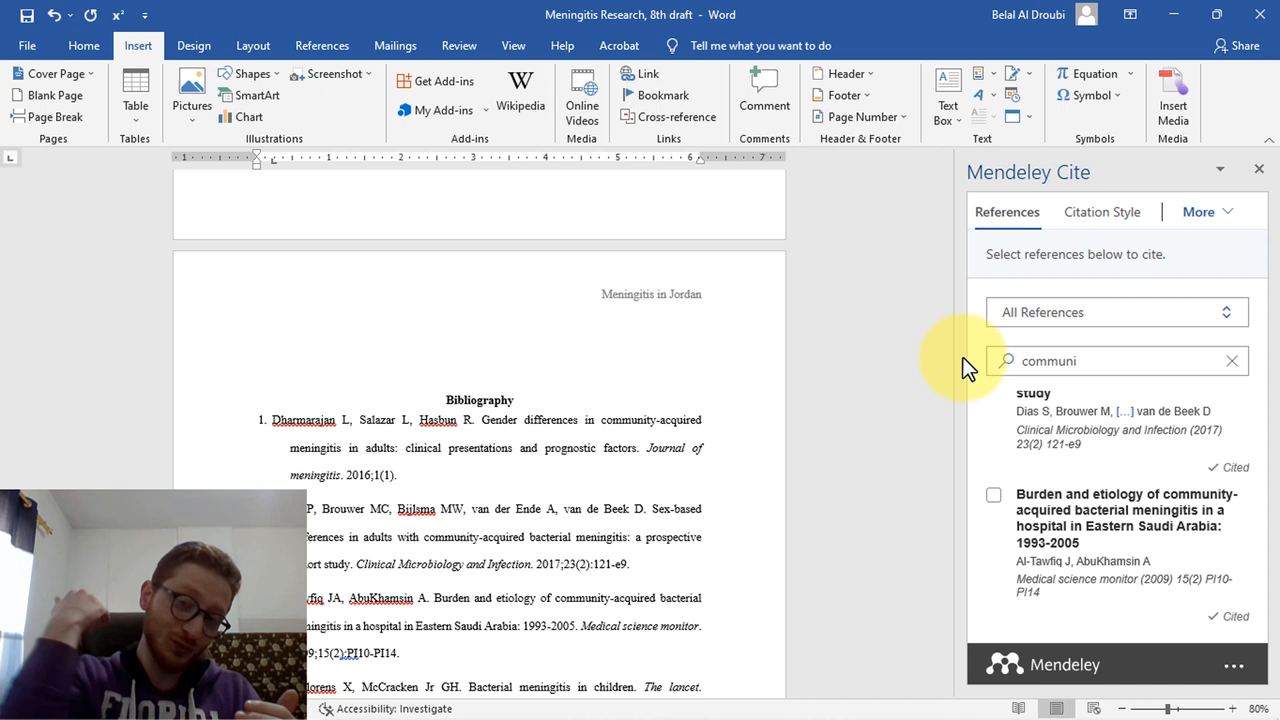 Meningitis Research, 8th draft - Word
Belal Al Droubi
File Home Insert Design Layout References Mailings Review View Help Acrobat Tell me what you want to do Share
Cover Page
Blank Page
Page Break
Pages
Table
Tables
Pictures
Shapes
SmartArt
Chart
Screenshot
Illustrations
Get Add-ins
My Add-ins
W
Wikipedia
Add-ins
Online
Videos
Media
Link
Bookmark
Cross-reference
Links
Comment
Comments
Header
Footer
Page Number
Header & Footer
Text
Box
Text
Equation
Symbol
Symbols
Insert
Media
Media
1 1 2 3 4 5 6 7
Meningitis in Jordan
Bibliography
1. Dharmarajan L, Salazar L, Hasbun R. Gender differences in community-acquired
meningitis in adults: clinical presentations and prognostic factors. Journal of
meningitis. 2016;1(1).
P, Brouwer MC, Bijlsma MW, van der Ende A, van de Beek D. Sex-based
ferences in adults with community-acquired bacterial meningitis: a prospective
ort study. Clinical Microbiology and Infection. 2017;23(2):121-e9.
fiq JA, AbuKhamsin A. Burden and etiology of community-acquired bacterial
ningitis in a hospital in Eastern Saudi Arabia: 1993-2005. Medical science monitor.
9;15(2):PI10-PI14.
lorens X, McCracken Jr GH. Bacterial meningitis in children. The lancet.
Mendeley Cite
References Citation Style More
Select references below to cite.
All References
communi
study
Dias S, Brouwer M, [...] van de Beek D
Clinical Microbiology and Infection (2017)
23(2) 121-e9
Cited
Burden and etiology of community-
acquired bacterial meningitis in a
hospital in Eastern Saudi Arabia:
1993-2005
Al-Tawfiq J, AbuKhamsin A
Medical science monitor (2009) 15(2) PI10-
PI14
Cited
Mendeley
Accessibility: Investigate
80%